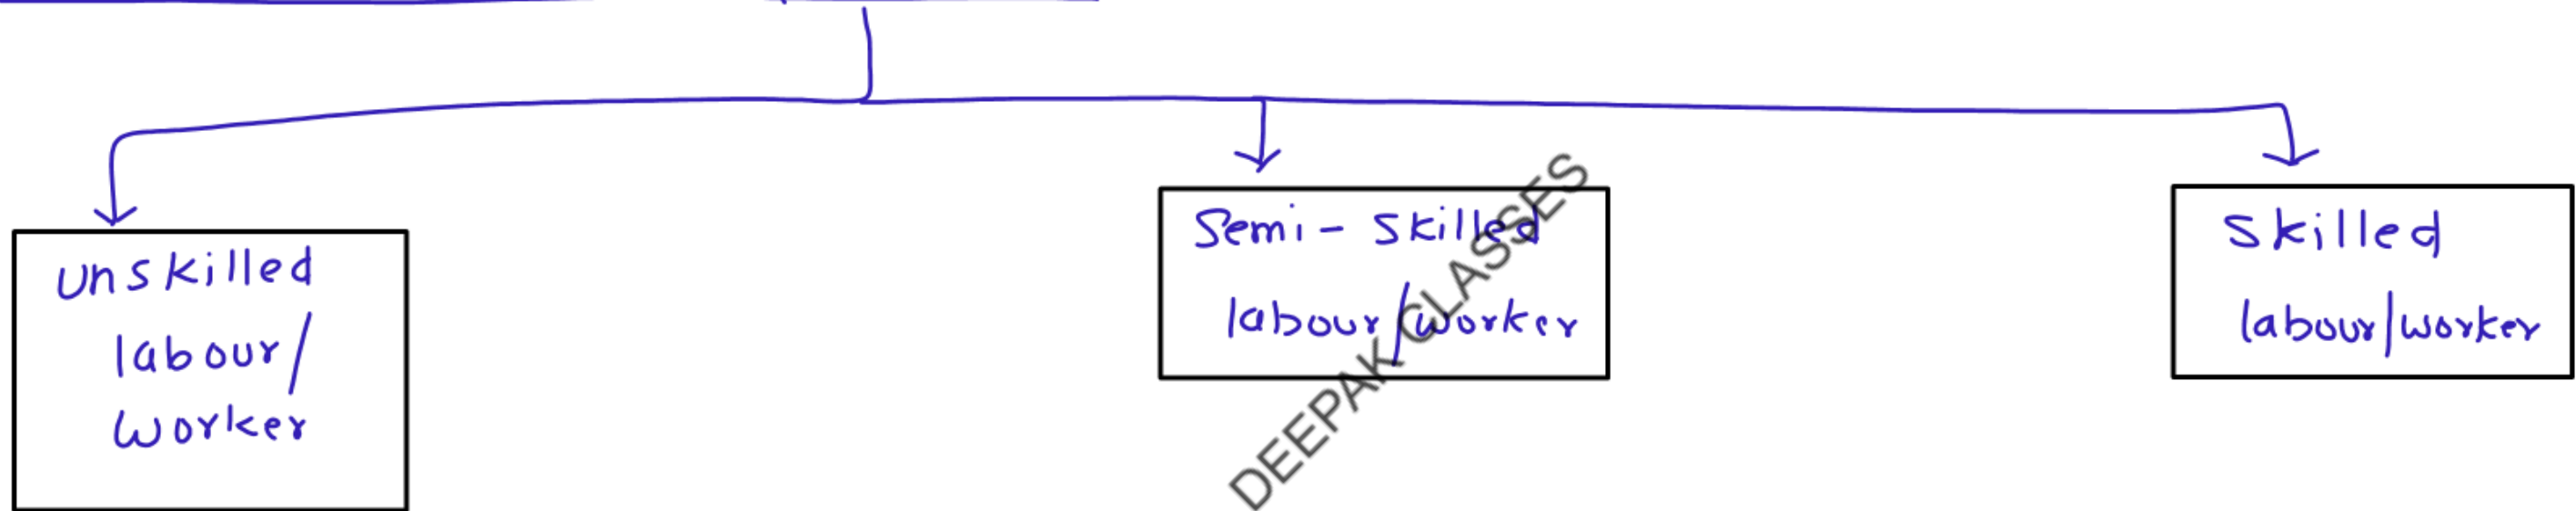 unskilled
labour/
worker
Semi - Skilled
labour/worker
Skilled
labour/worker
DEEPAK CLASSES